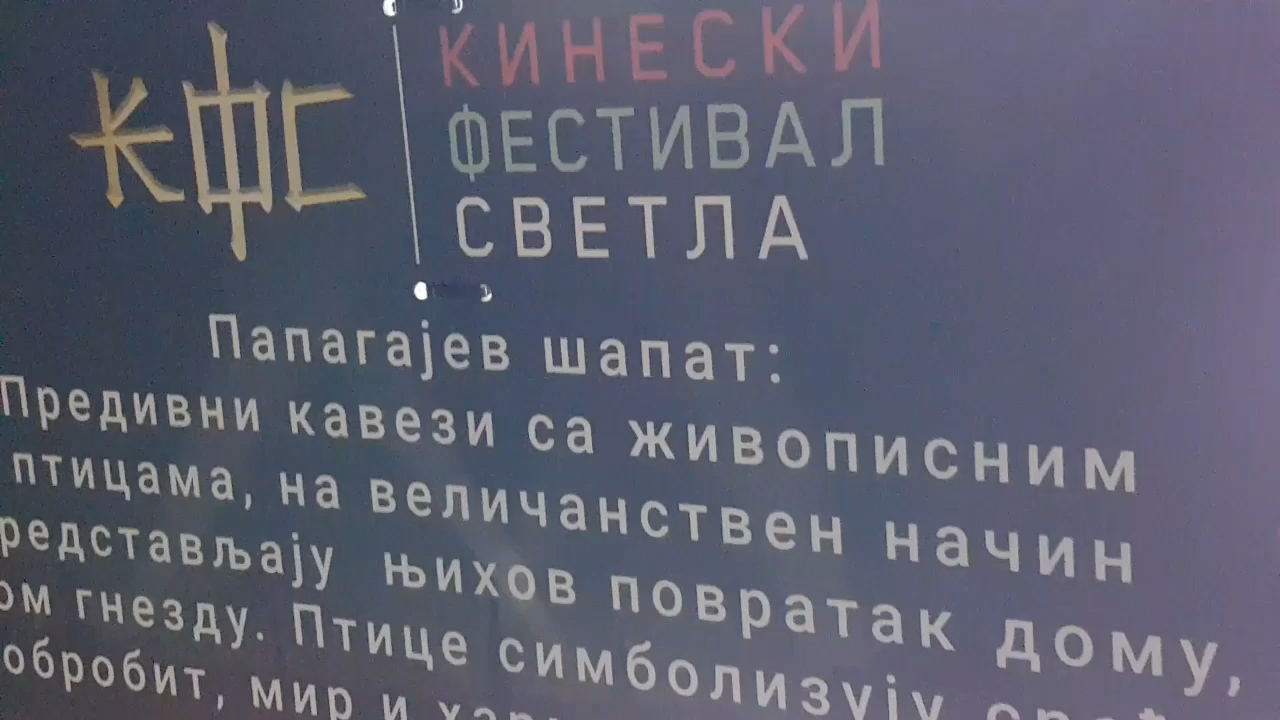 КФС
КИНЕСКИ
ФЕСТИВАЛ
СВЕТЛА
Папагајев шапат:
Предивни кавези са живописним
птицама, на величанствен начин
њихов повратак дому,
гнезду. Птице симболизују
мир и